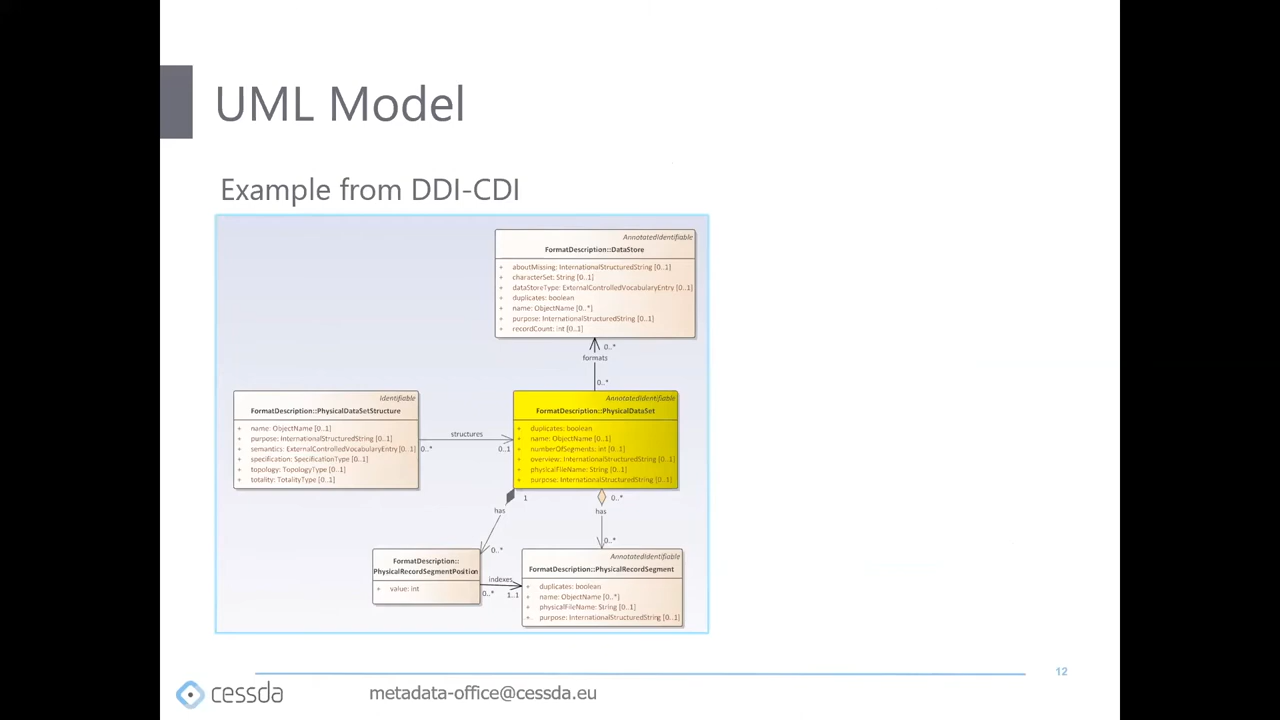 UML Model
Example from DDI-CDI
AnnotatedIdentifiable
FormatDescription::DataStore
+ aboutMissing: InternationalStructuredString [0..1]
+ characterSet: String [0..1]
+ dataStoreType: ExternalControlledVocabularyEntry [0..1]
+ duplicates: boolean
+ name: ObjectName [0..*]
+ purpose: InternationalStructuredString [0..1]
+ recordCount: int [0..1]
0..*
formats
0..*
Identifiable
FormatDescription::PhysicalDataSetStructure
+ name: ObjectName [0..1]
+ purpose: InternationalStructuredString [0..1]
+ semantics: ExternalControlledVocabularyEntry [0..1]
+ specification: SpecificationType [0..1]
+ topology: TopologyType [0..1]
+ totality: TotalityType [0..1]
structures
0..*
0..1
AnnotatedIdentifiable
FormatDescription::PhysicalDataSet
+ duplicates: boolean
+ name: ObjectName [0..1]
+ numberOfSegments: int [0..1]
+ overview: InternationalStructuredString [0..1]
+ physicalFileName: String [0..1]
+ purpose: InternationalStructuredString [0..1]
1
has
0..*
0..*
has
0..*
FormatDescription::
PhysicalRecordSegmentPosition
+ value: int
indexes
0..*
1..1
AnnotatedIdentifiable
FormatDescription::PhysicalRecordSegment
+ duplicates: boolean
+ name: ObjectName [0..*]
+ physicalFileName: String [0..1]
+ purpose: InternationalStructuredString [0..1]
12
cessda
metadata-office@cessda.eu